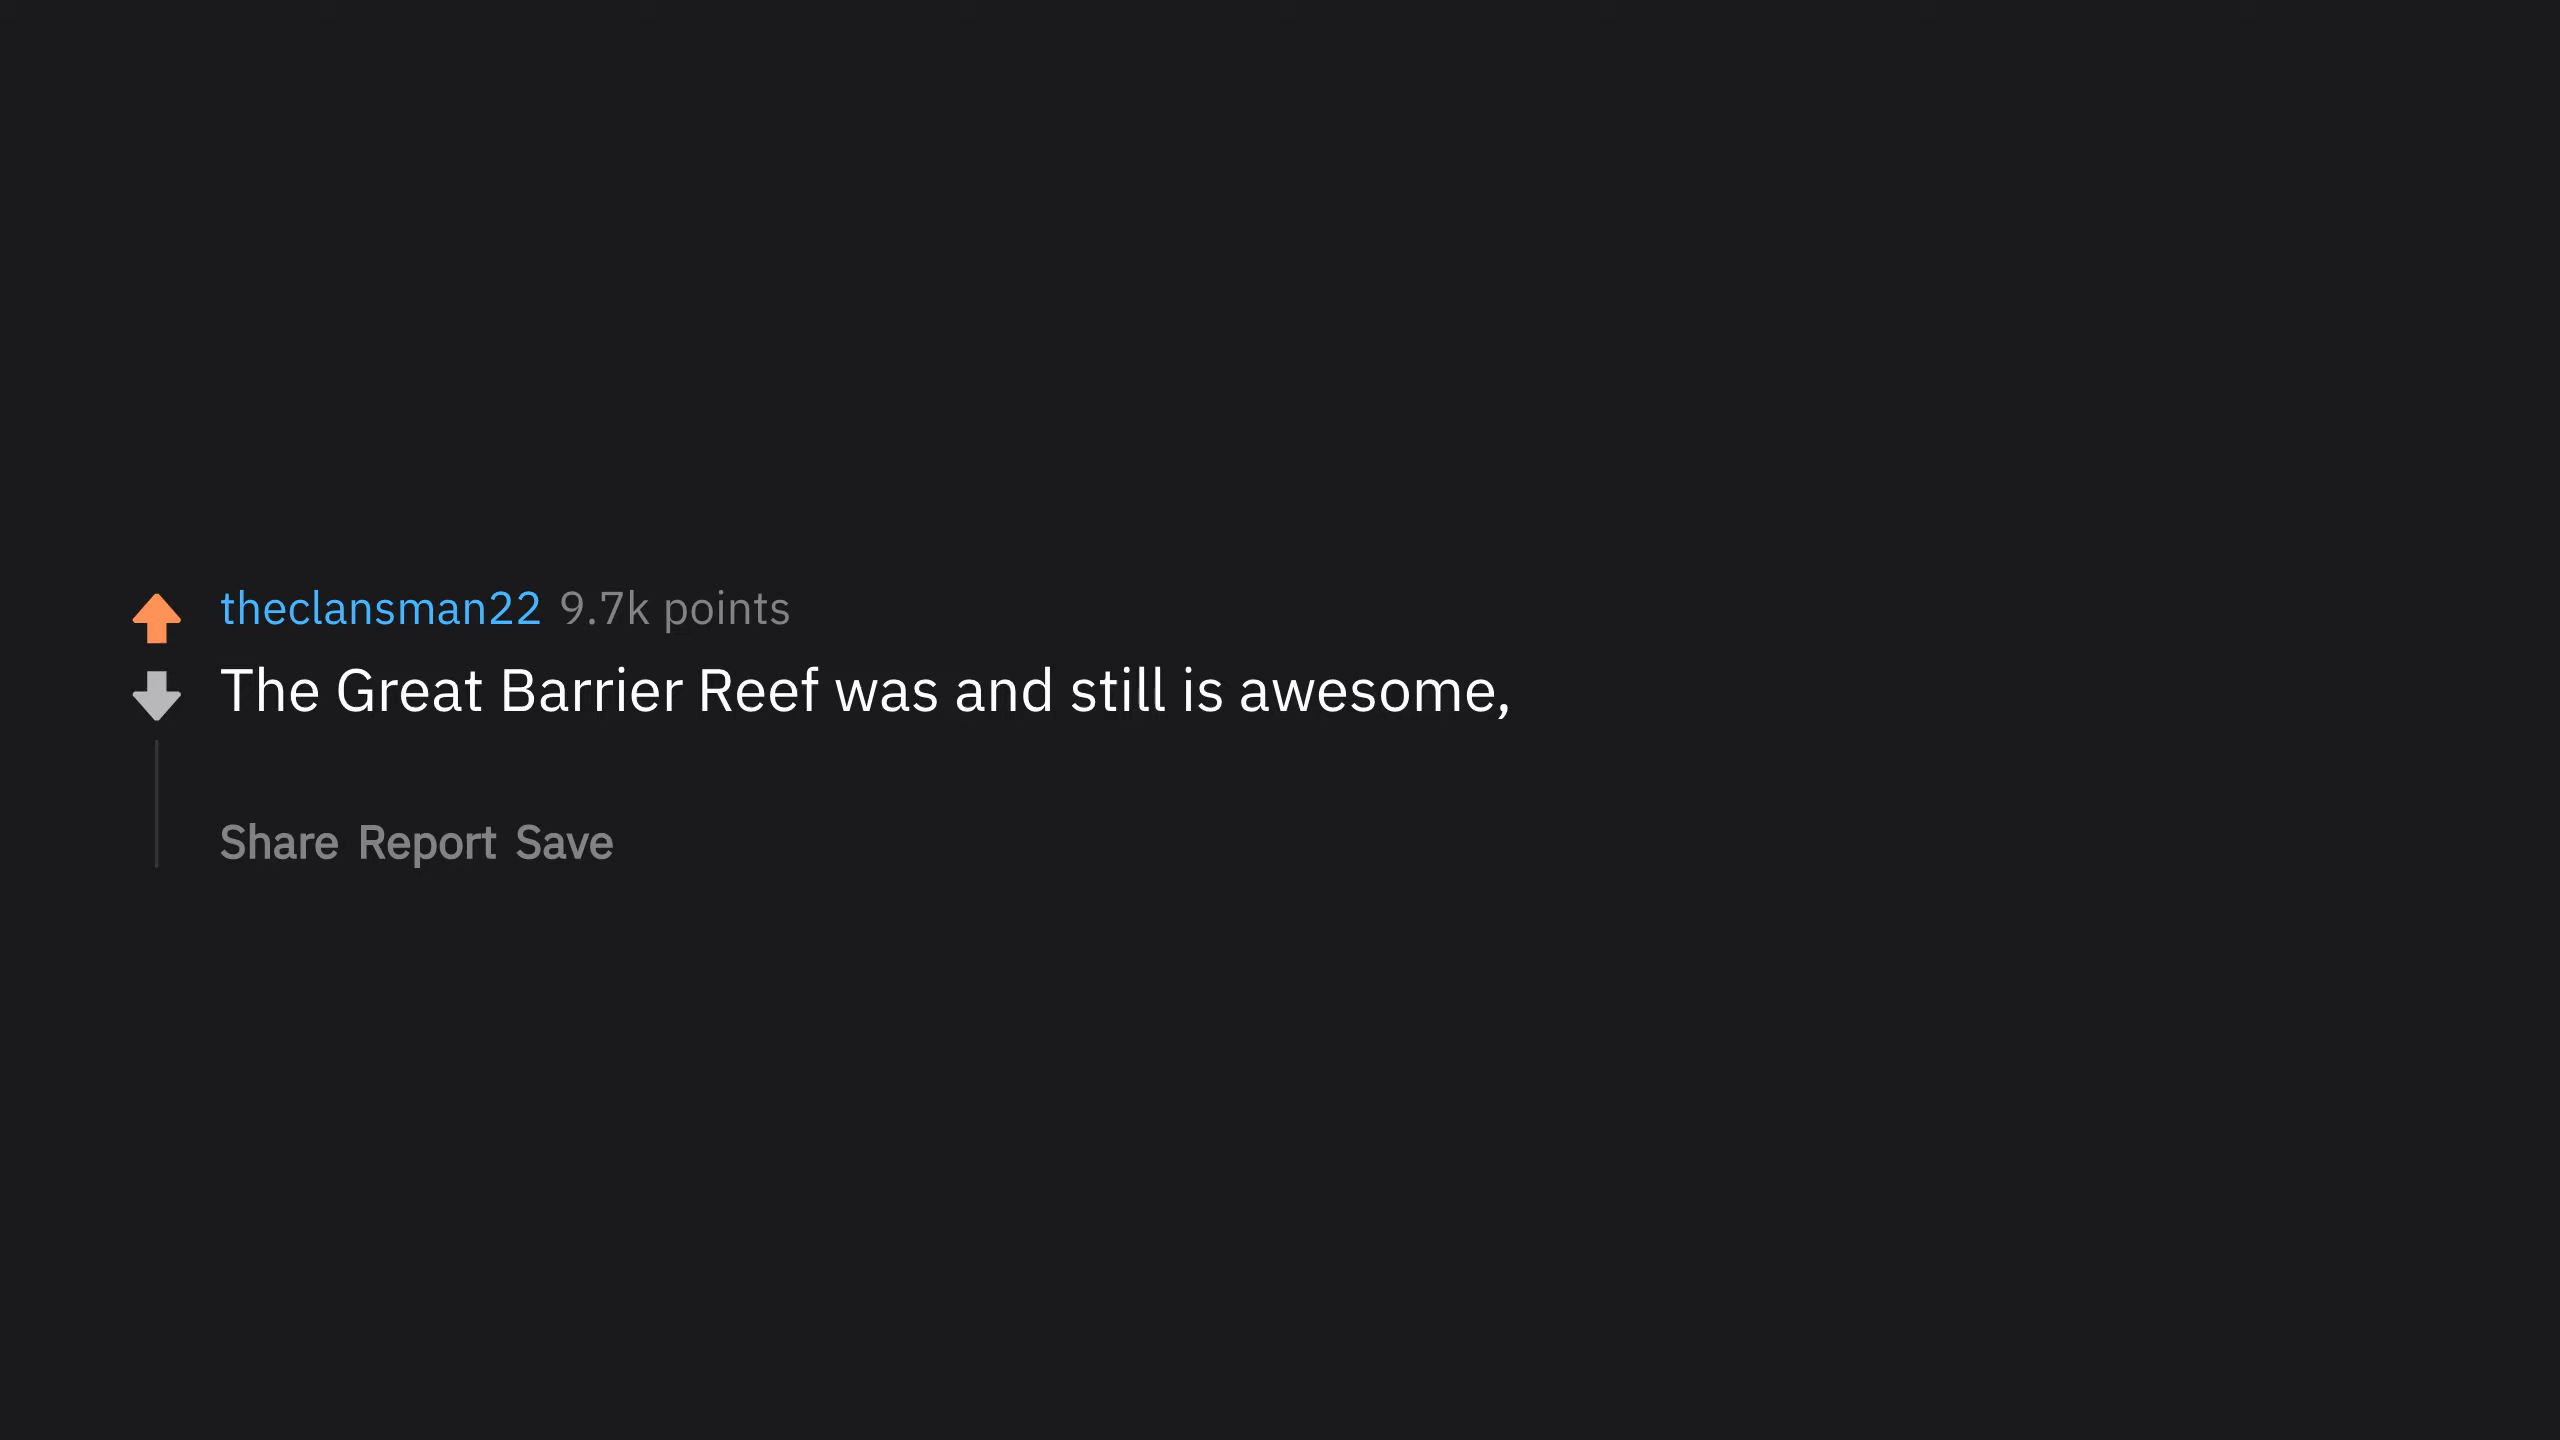 theclansman22 9.7k points
The Great Barrier Reef was and still is awesome,
Share Report Save